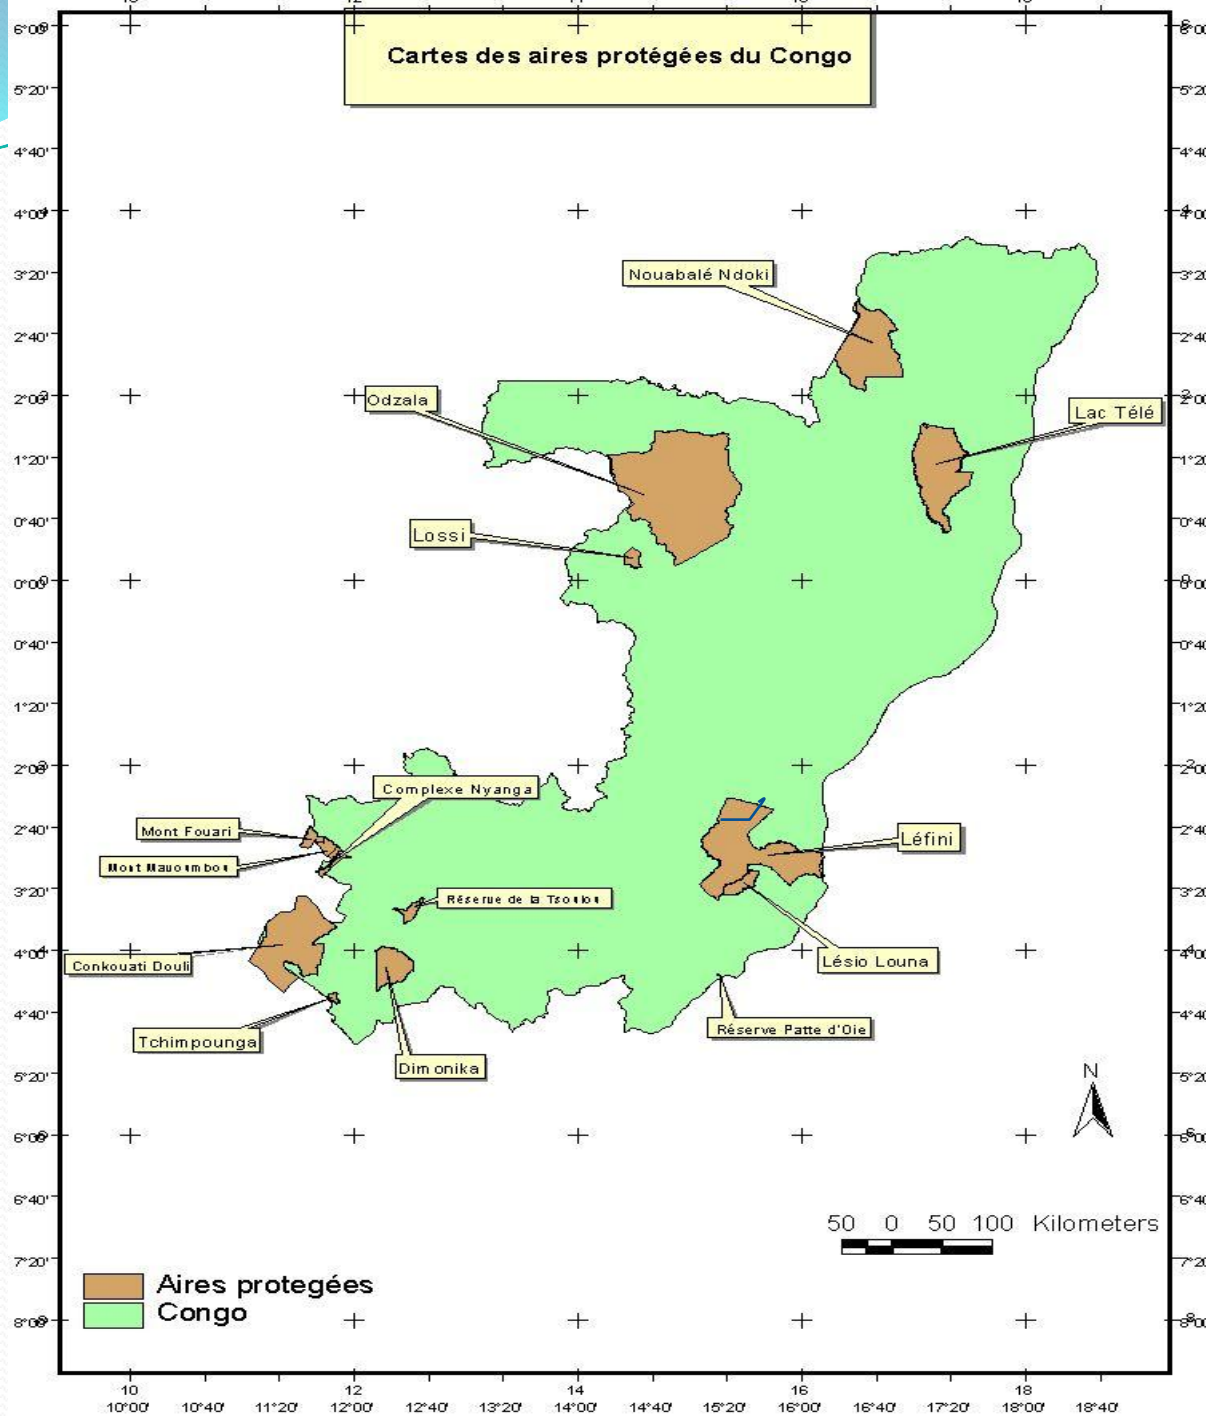 Cartes des aires protégées du Congo
6°00'
5°20'
4°40'
4°00'
3°20'
2°40'
2°00'
1°20'
0°40'
0°00'
0°40'
1°20'
2°00'
2°40'
3°20'
4°00'
4°40'
5°20'
6°00'
6°40'
7°20'
8°00'
Nouabalé Ndoki
Odzala
Lac Télé
Lossi
Complexe Nyanga
Mont Fouari
Léfini
Réserve de la
Conkouati Douli
Lésio Louna
Réserve Patte d'Oie
Tchimpounga
Dimonika
N
50 0 50 100 Kilometers
Aires protegées
Congo
10 12 14 16 18
10°00' 10°40' 11°20' 12°00' 12°40' 13°20' 14°00' 14°40' 15°20' 16°00' 16°40' 17°20' 18°00' 18°40'